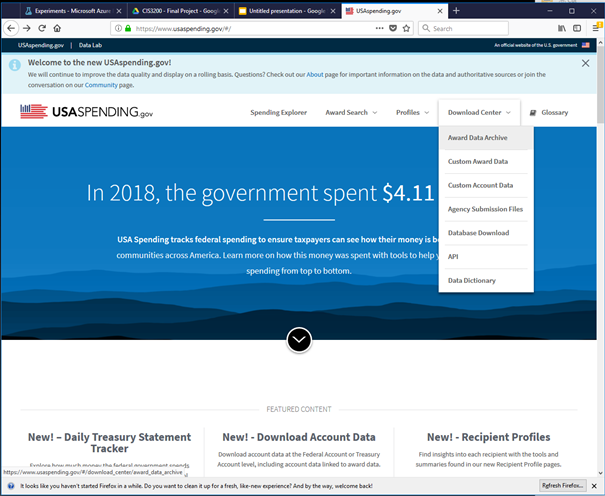 Experiments - Microsoft Azure
CIS3200 - Final Project - Goog
Untitled presentation - Google
USAspending.gov
https://www.usaspending.gov/#/
Search
USAspending.gov
Data Lab
An official website of the U.S. government
Welcome to the new USAspending.gov!
We will continue to improve the data quality and display on a rolling basis. Questions? Check out our About page for important information on the data and authoritative sources or join the
conversation on our Community page.
USASPENDING.gov
Spending Explorer
Award Search
Profiles
Download Center
Glossary
Award Data Archive
Custom Award Data
Custom Account Data
Agency Submission Files
Database Download
API
Data Dictionary
In 2018, the government spent $4.11
USA Spending tracks federal spending to ensure taxpayers can see how their money is b
communities across America. Learn more on how this money was spent with tools to help y
spending from top to bottom.
FEATURED CONTENT
New! – Daily Treasury Statement
Tracker
Explore how much money the federal government spends
New! - Download Account Data
Download account data at the Federal Account or Treasury
Account level, including account data linked to award data.
New! - Recipient Profiles
Find insights into each recipient with the tools and
summaries found in our new Recipient Profile pages.
https://www.usaspending.gov/#/download_center/award_data_archive
It looks like you haven't started Firefox in a while. Do you want to clean it up for a fresh, like-new experience? And by the way, welcome back!
Refresh Firefox...